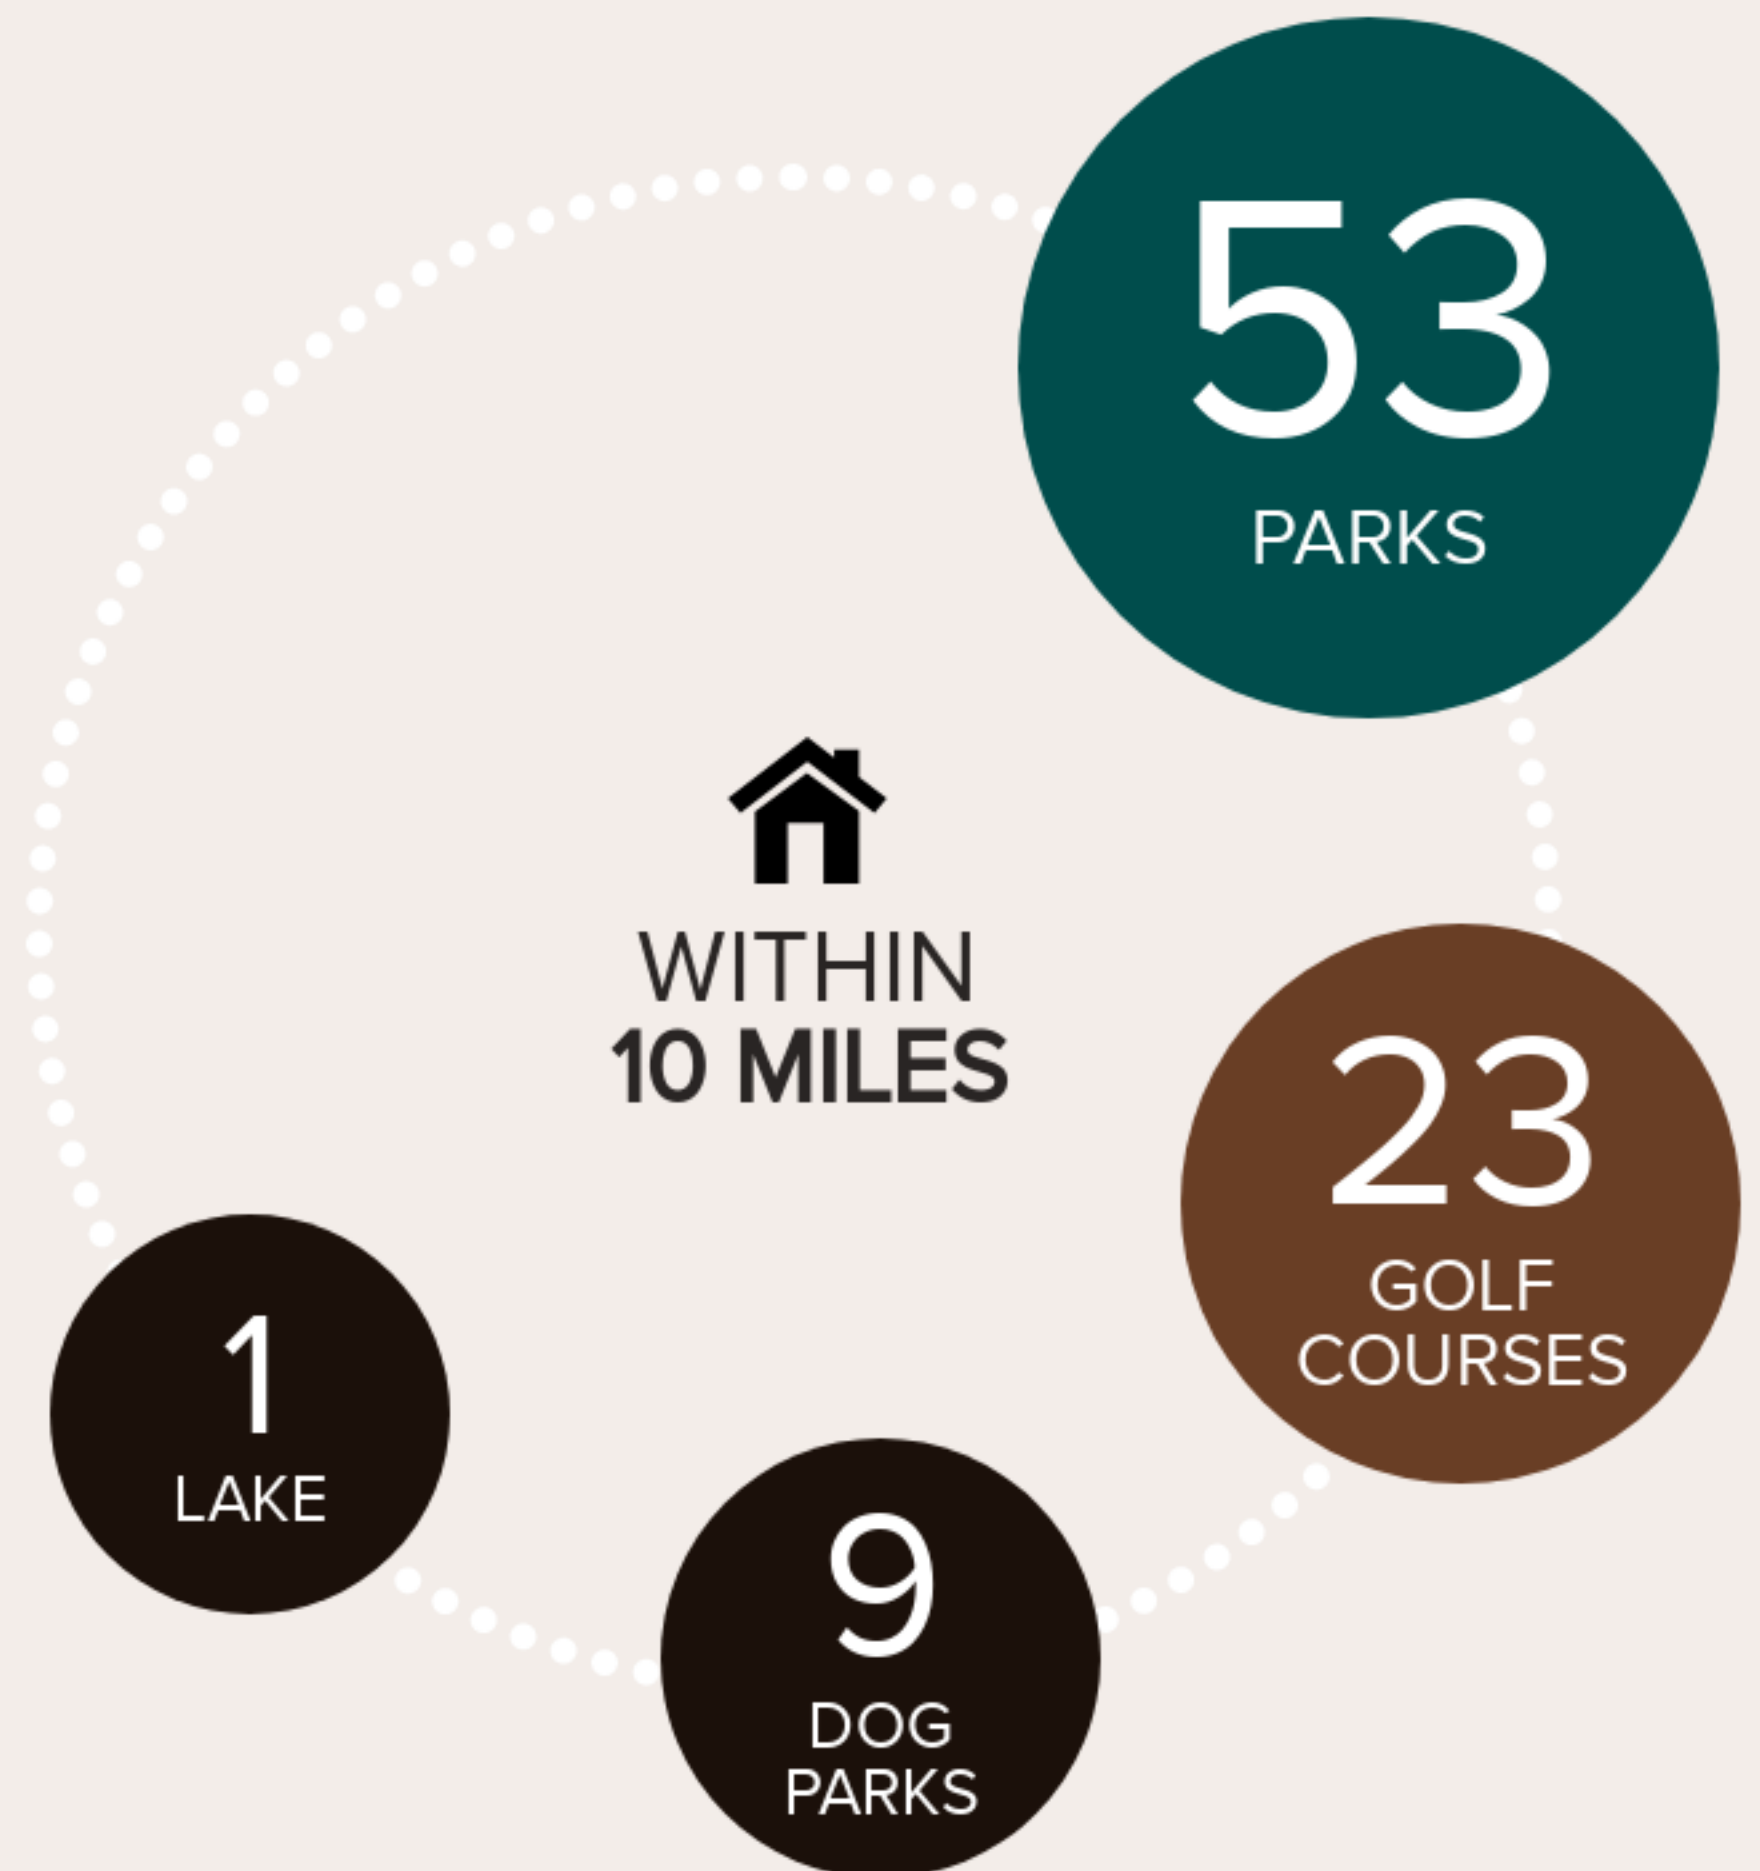 53
PARKS
WITHIN
10 MILES
23
GOLF
COURSES
1
LAKE
9
DOG
PARKS